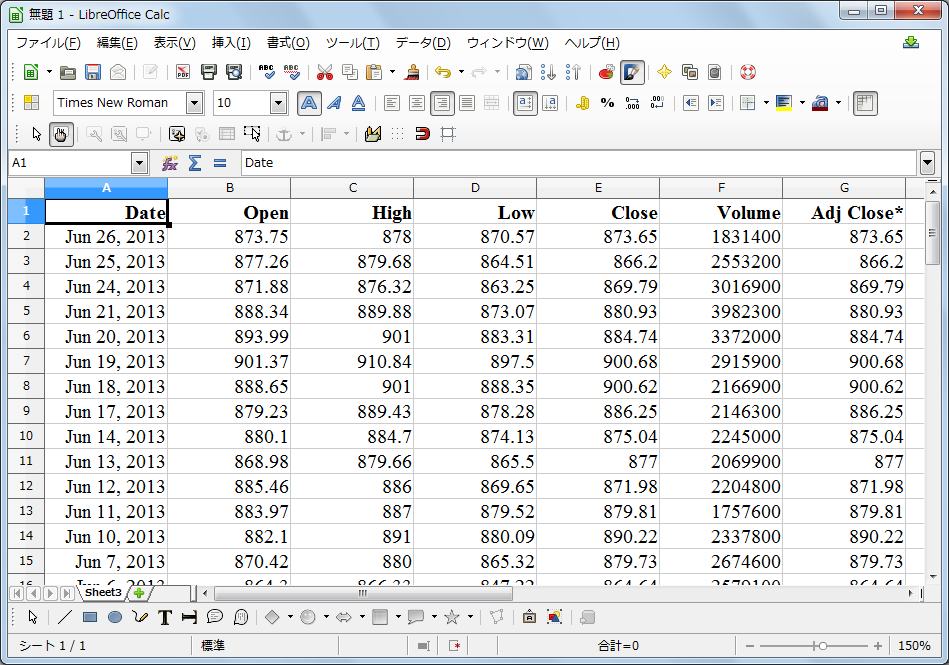 無題 1 - LibreOffice Calc
ファイル(F) 編集(E) 表示(V) 挿入(I) 書式(O) ツール(T) データ(D) ウィンドウ(W) ヘルプ(H)
Times New Roman 10
A1 Date
A B C D E F G
1 Date Open High Low Close Volume Adj Close*
2 Jun 26, 2013 873.75 878 870.57 873.65 1831400 873.65
3 Jun 25, 2013 877.26 879.68 864.51 866.2 2553200 866.2
4 Jun 24, 2013 871.88 876.32 863.25 869.79 3016900 869.79
5 Jun 21, 2013 888.34 889.88 873.07 880.93 3982300 880.93
6 Jun 20, 2013 893.99 901 883.31 884.74 3372000 884.74
7 Jun 19, 2013 901.37 910.84 897.5 900.68 2915900 900.68
8 Jun 18, 2013 888.65 901 888.35 900.62 2166900 900.62
9 Jun 17, 2013 879.23 889.43 878.28 886.25 2146300 886.25
10 Jun 14, 2013 880.1 884.7 874.13 875.04 2245000 875.04
11 Jun 13, 2013 868.98 879.66 865.5 877 2069900 877
12 Jun 12, 2013 885.46 886 869.65 871.98 2204800 871.98
13 Jun 11, 2013 883.97 887 879.52 879.81 1757600 879.81
14 Jun 10, 2013 882.1 891 880.09 890.22 2337800 890.22
15 Jun 7, 2013 870.42 880 865.32 879.73 2674600 879.73
Sheet3
シート 1 / 1 標準 合計=0 150%